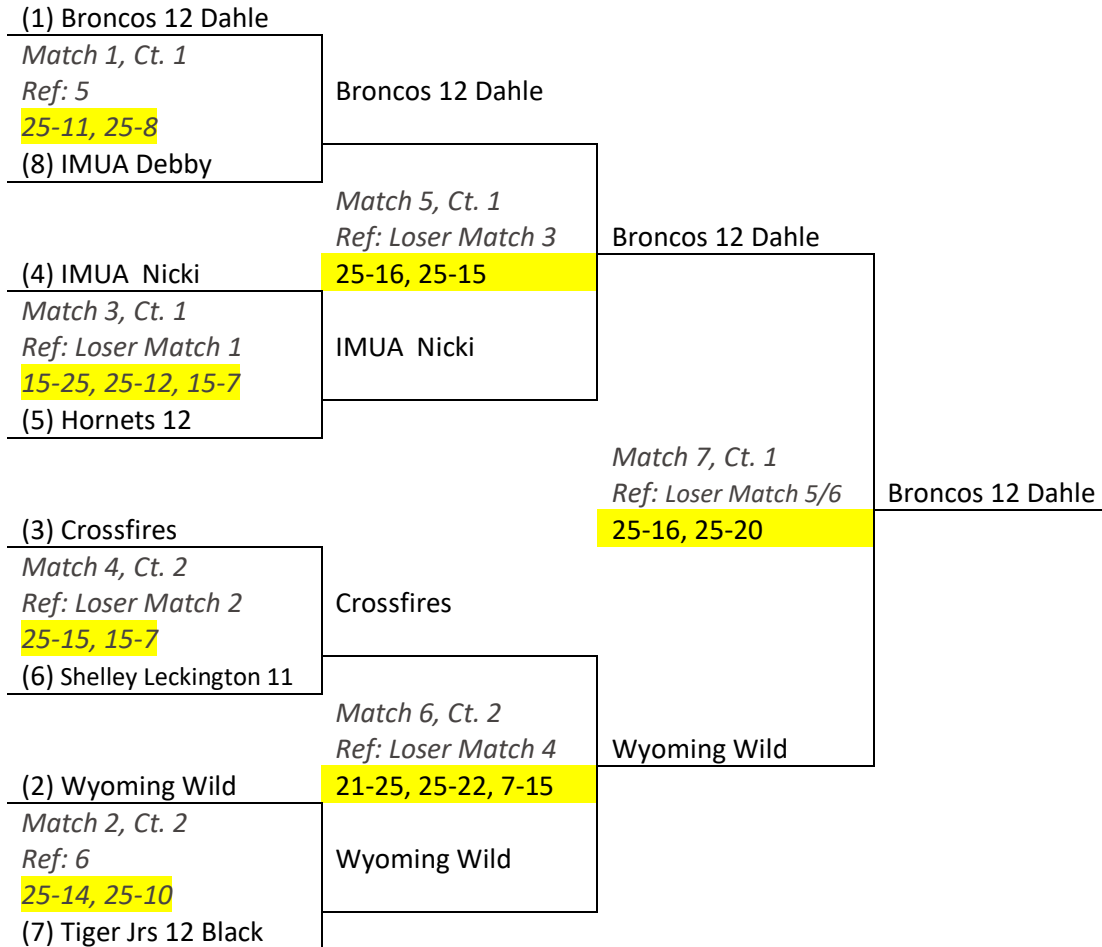 (1) Broncos 12 Dahle
Match 1, Ct. 1
Ref: 5
25-11, 25-8
(8) IMUA Debby
(4) IMUA  Nicki
Match 3, Ct. 1
Ref: Loser Match 1
15-25, 25-12, 15-7
(5) Hornets 12
(3) Crossfires
Match 4, Ct. 2
Ref: Loser Match 2
25-15, 15-7
(6) Shelley Leckington 11
(2) Wyoming Wild
Match 2, Ct. 2
Ref: 6
25-14, 25-10
(7) Tiger Jrs 12 Black
Broncos 12 Dahle
Match 5, Ct. 1
Ref: Loser Match 3
25-16, 25-15
IMUA  Nicki
Crossfires
Match 6, Ct. 2
Ref: Loser Match 4
21-25, 25-22, 7-15
Wyoming Wild
Broncos 12 Dahle
Match 7, Ct. 1
Ref: Loser Match 5/6
25-16, 25-20
Wyoming Wild
Broncos 12 Dahle